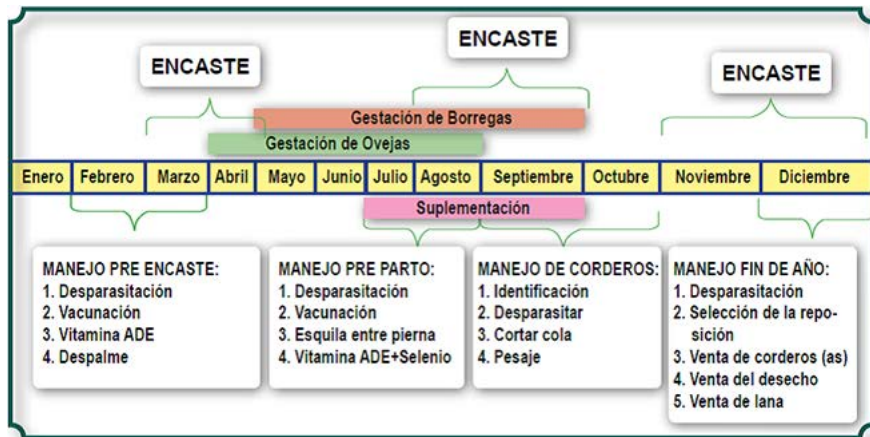 ENCASTE
ENCASTE
ENCASTE
Gestación de Borregas
Gestación de Ovejas
Enero Febrero Marzo Abril Mayo Junio Julio Agosto Septiembre Octubre Noviembre Diciembre
Suplementación
MANEJO PRE ENCASTE:
1. Desparasitación
2. Vacunación
3. Vitamina ADE
4. Despalme
MANEJO PRE PARTO:
1. Desparasitación
2. Vacunación
3. Esquila entre pierna
4. Vitamina ADE+Selenio
MANEJO DE CORDEROS:
1. Identificación
2. Desparasitar
3. Cortar cola
4. Pesaje
MANEJO FIN DE AÑO:
1. Desparasitación
2. Selección de la repo-
sición
3. Venta de corderos (as)
4. Venta del desecho
5. Venta de lana